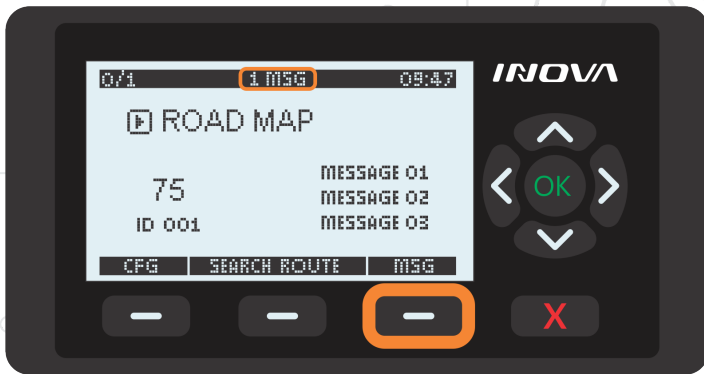 0/1 1 MSG 09:47
INOVA
ROAD MAP
75
ID 001
MESSAGE 01
MESSAGE 02
MESSAGE 03
OK
CFG SEARCH ROUTE MSG
X